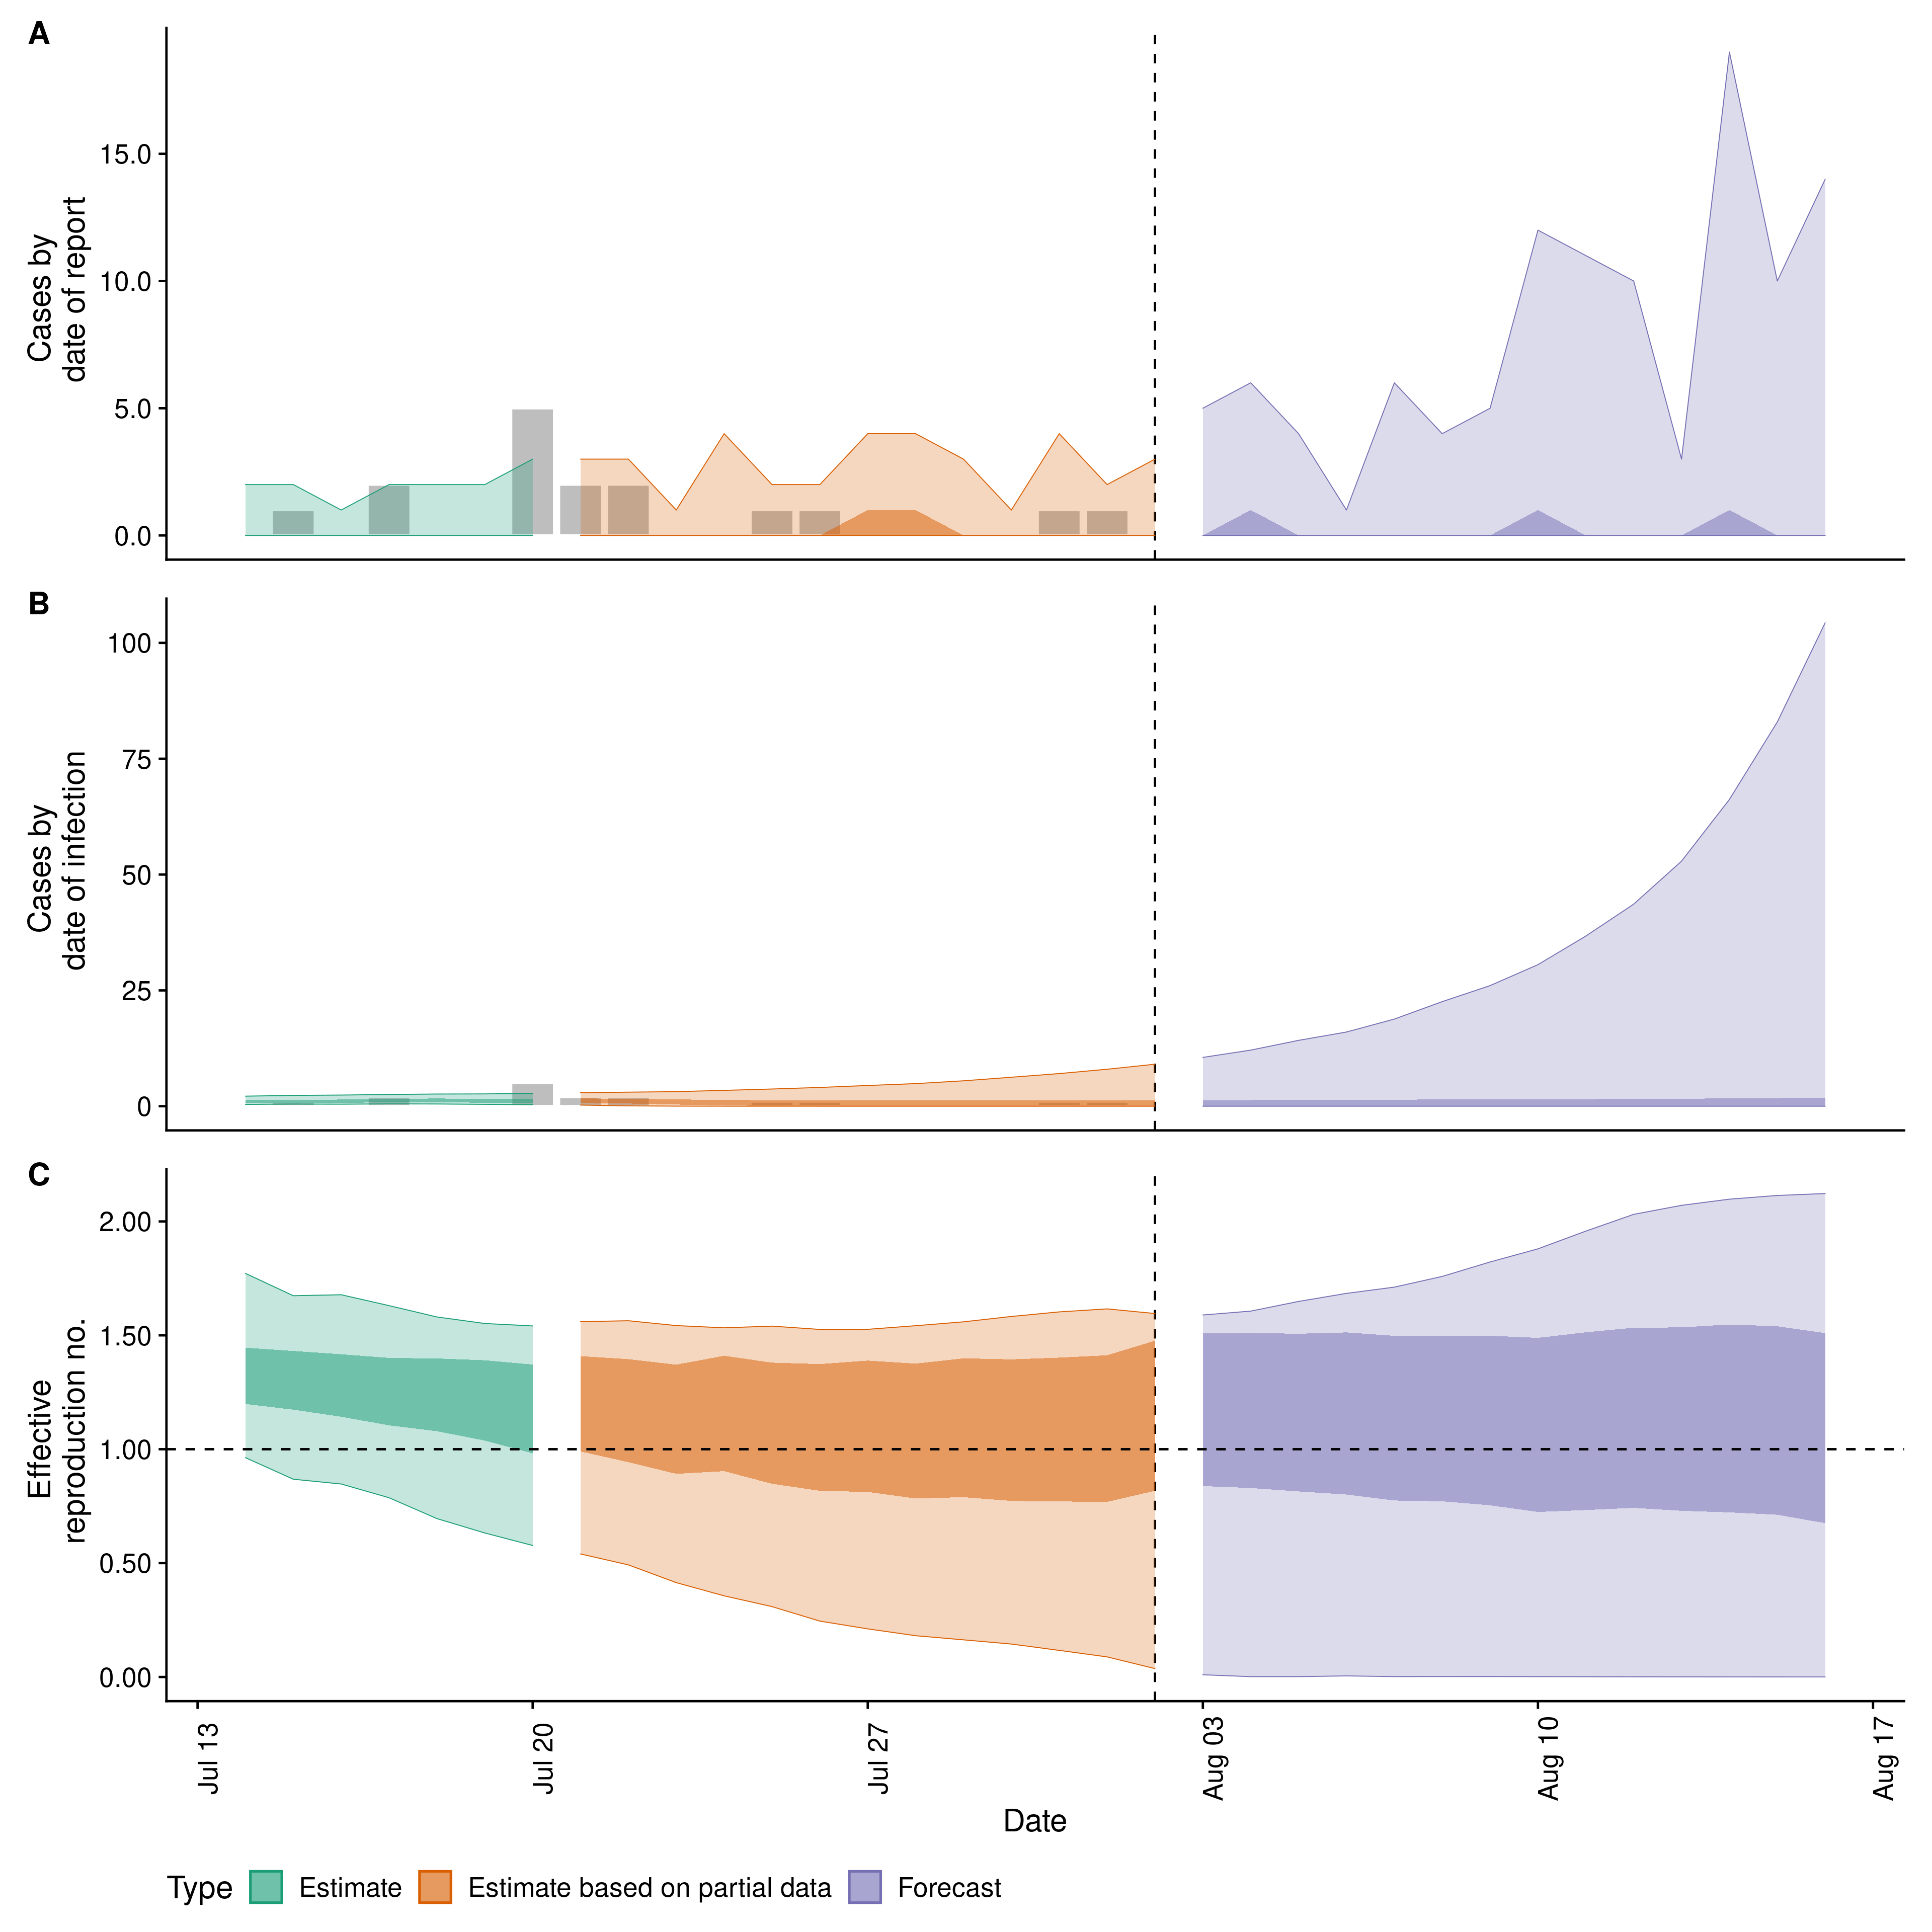 A
Cases by
date of report
15.0
10.0
5.0
0.0
B
Cases by
date of infection
100
75
50
25
0
C
Effective
reproduction no.
2.00
1.50
1.00
0.50
0.00
Jul 13
Jul 20
Jul 27
Aug 03
Aug 10
Aug 17
Date
Type Estimate Estimate based on partial data Forecast